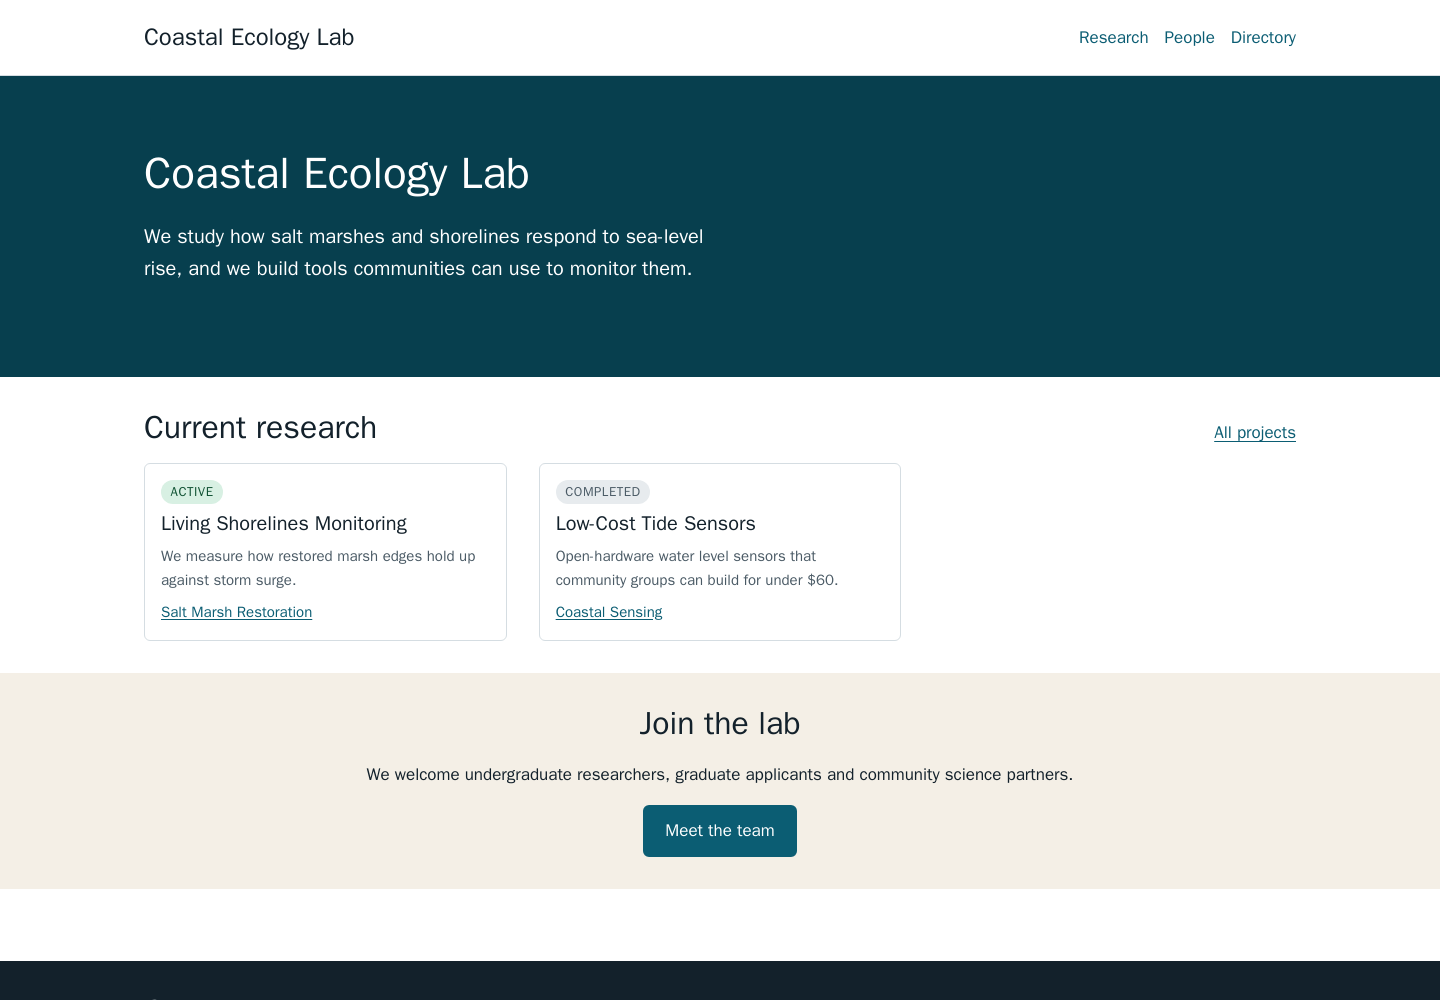 Coastal Ecology Lab
Research People Directory
Coastal Ecology Lab
We study how salt marshes and shorelines respond to sea-level
rise, and we build tools communities can use to monitor them.
Current research
All projects
ACTIVE
Living Shorelines Monitoring
We measure how restored marsh edges hold up
against storm surge.
Salt Marsh Restoration
COMPLETED
Low-Cost Tide Sensors
Open-hardware water level sensors that
community groups can build for under $60.
Coastal Sensing
Join the lab
We welcome undergraduate researchers, graduate applicants and community science partners.
Meet the team